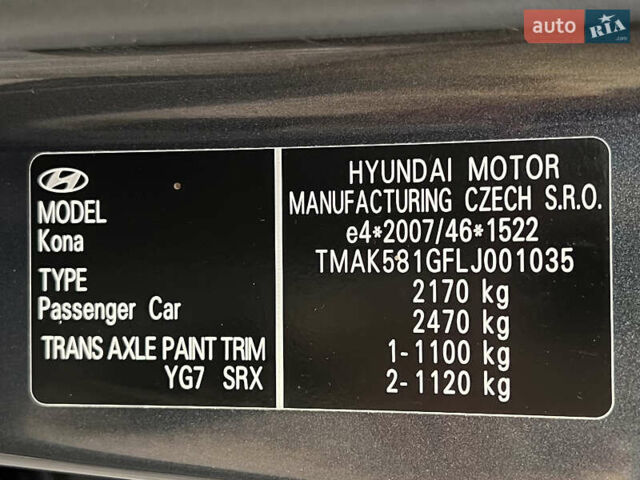 auto RIA.com
MODEL
Kona
TYPE
Passenger Car
TRANS AXLE PAINT TRIM
YG7 SRX
HYUNDAI MOTOR
MANUFACTURING CZECH S.R.O.
e4*2007/46*1522
TMAK581GFLJ001035
2170 kg
2470 kg
1-1100 kg
2-1120 kg